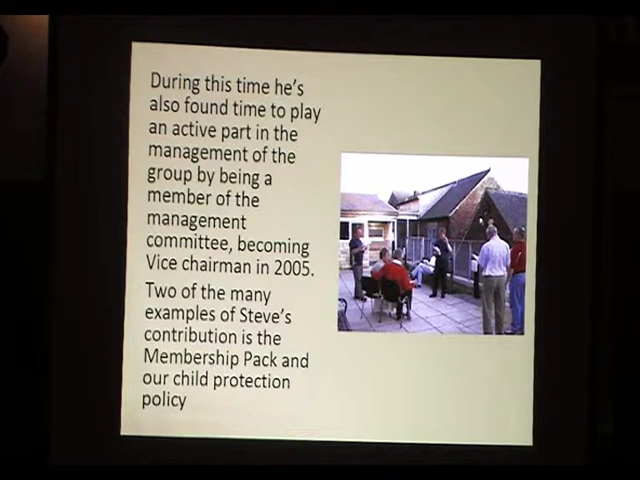 During this time he's
also found time to play
an active part in the
management of the
group by being a
member of the
management
committee, becoming
Vice chairman in 2005.
Two of the many
examples of Steve's
contribution is the
Membership Pack and
our child protection
policy